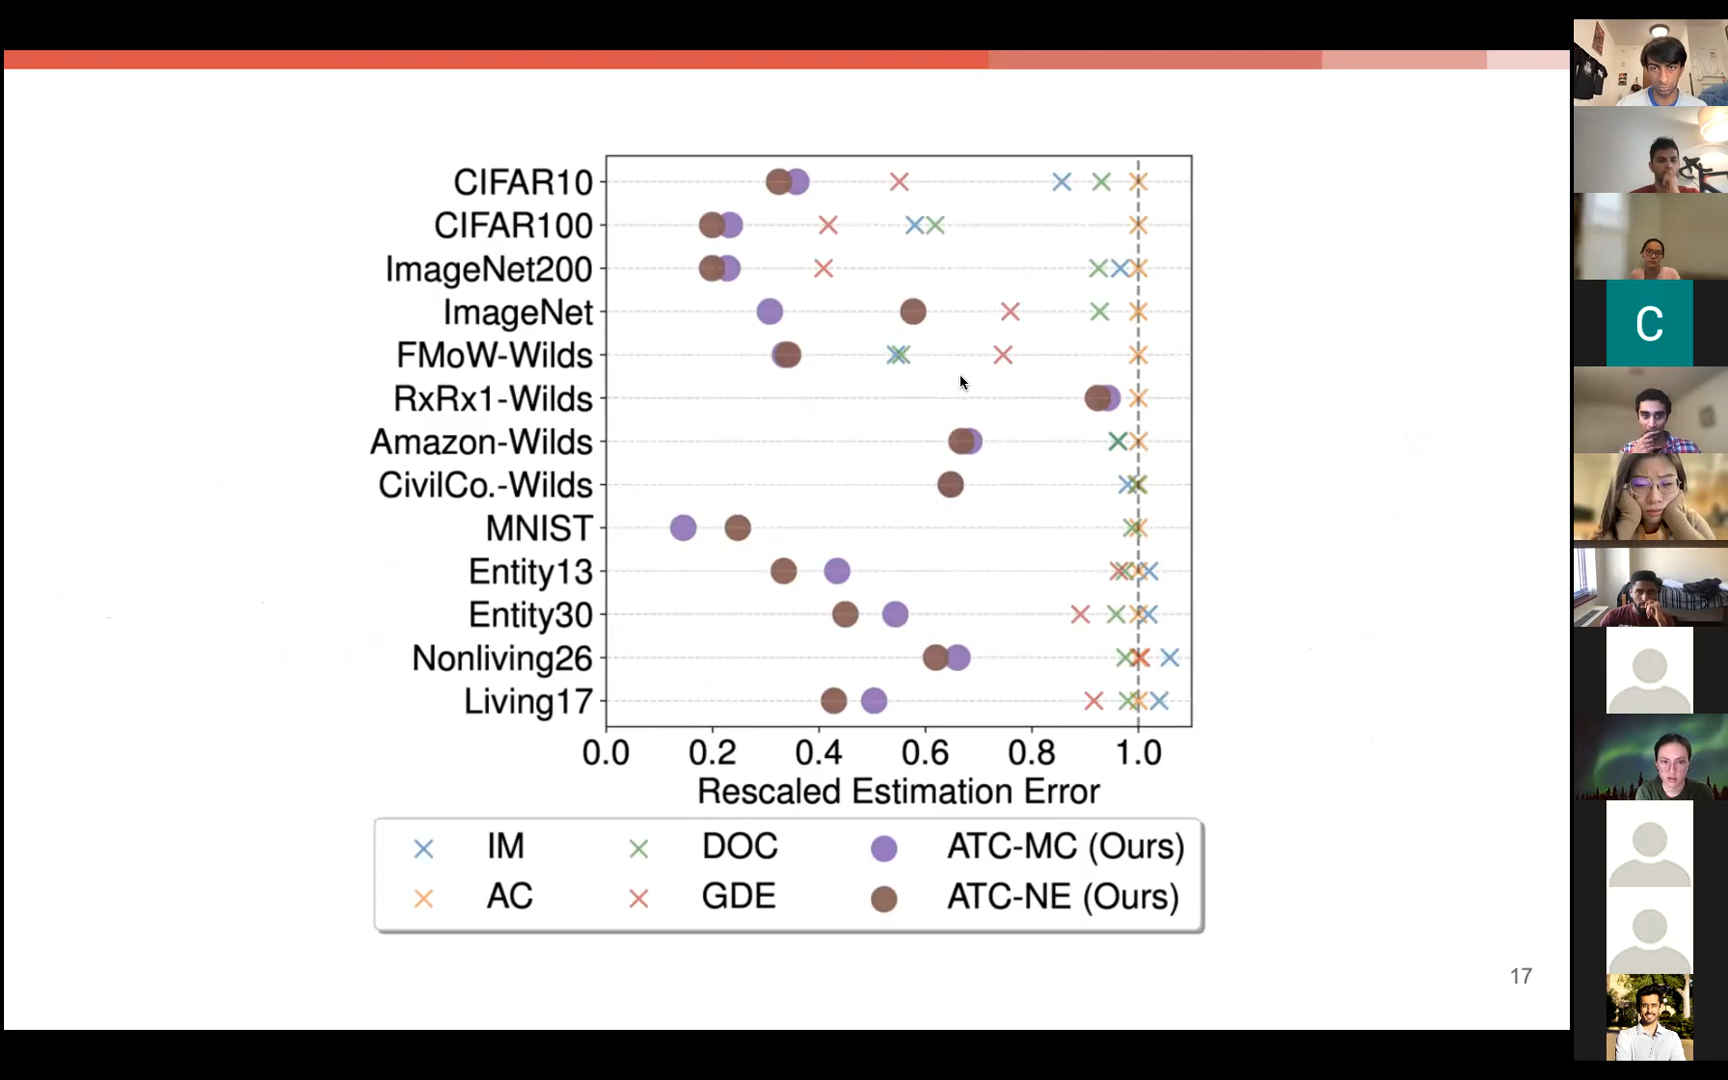 CIFAR10
CIFAR100
ImageNet200
ImageNet
FMoW-Wilds
RxRx1-Wilds
Amazon-Wilds
CivilCo.-Wilds
MNIST
Entity13
Entity30
Nonliving26
Living17
0.0 0.2 0.4 0.6 0.8 1.0
Rescaled Estimation Error
IM DOC ATC-MC (Ours)
AC GDE ATC-NE (Ours)
17
C